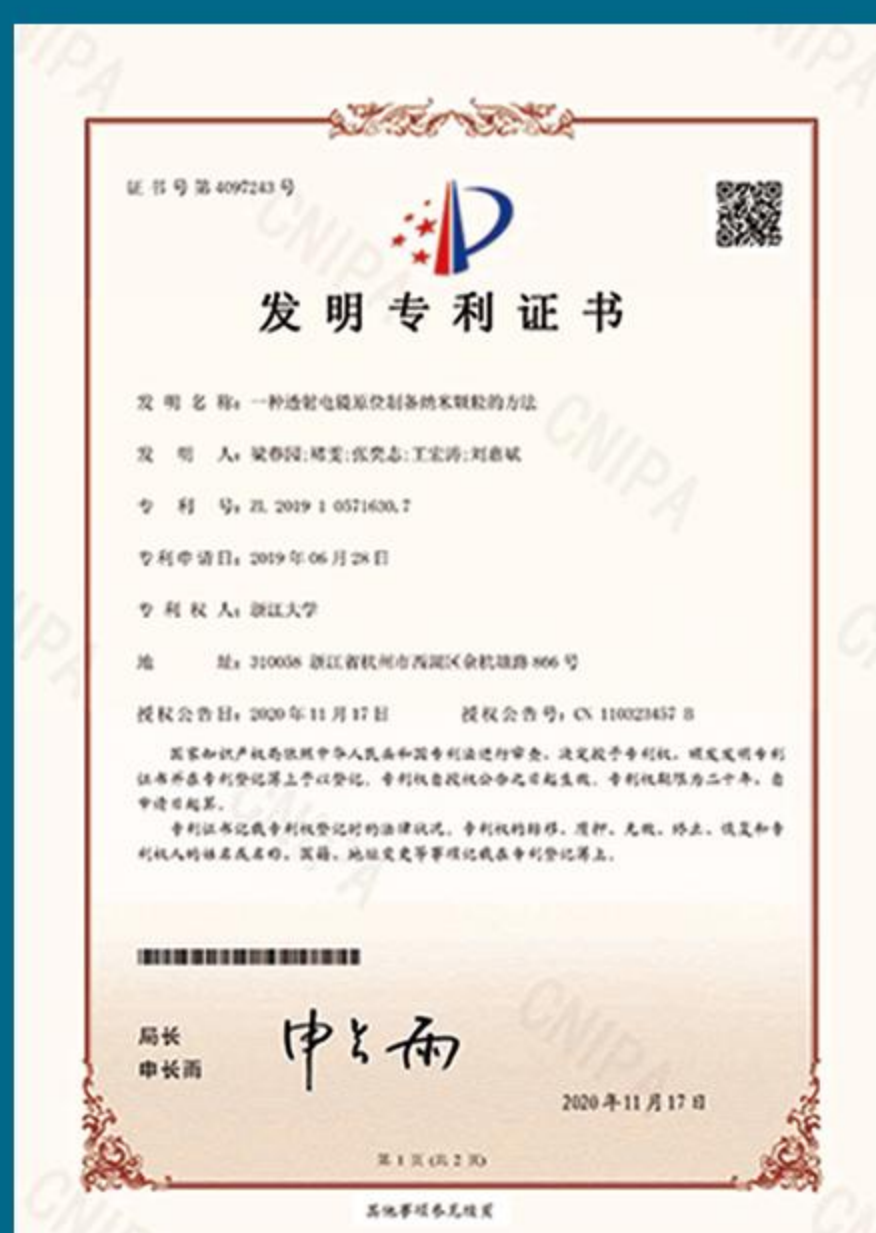 证书号第4097243号
发明专利证书
发明名称：一种透射电镜原位制备纳米颗粒的方法
发明人：梁春园;褚雯;张奕志;王宏涛;刘嘉斌
专利号：ZL 2019 1 0571630.7
专利申请日：2019年06月28日
专利权人：浙江大学
地址：310058 浙江省杭州市西湖区余杭塘路866号
授权公告日：2020年11月17日 授权公告号：CN 110323457 B
国家知识产权局依照中华人民共和国专利法进行审查，决定授予专利权，颁发发明专利
证书并在专利登记簿上予以登记。专利权自授权公告之日起生效。专利权期限为二十年，自
申请日起算。
专利证书记载专利权登记时的法律状况。专利权的转移、质押、无效、终止、恢复和专
利权人的姓名或名称、国籍、地址变更等事项记载在专利登记簿上。
局长
申长雨
申长雨
2020年11月17日
第 1 页 (共 2 页)
其他事项参见续页
CNIPA